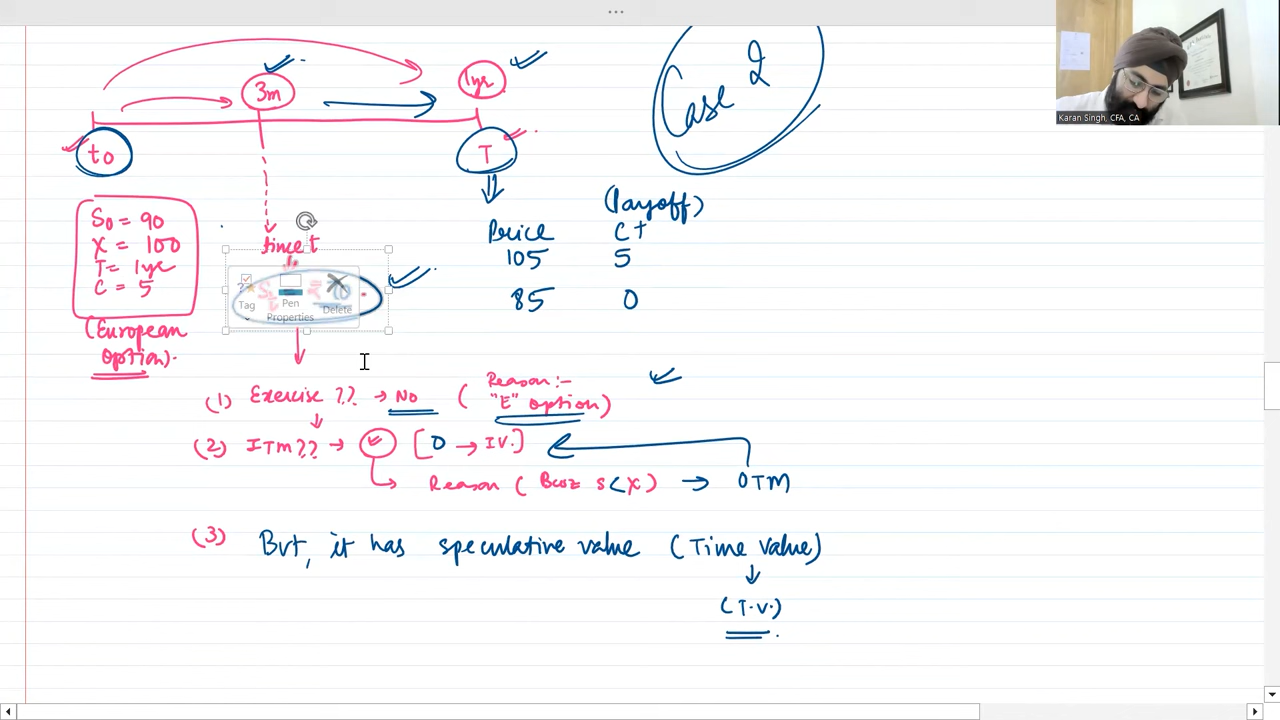 Case 2
3m
1yr
to
T
S0 = 90
X = 100
T = 1yr
C = 5
(European
Option).
time t
Tag
Pen
Properties
Delete
Price
(Payoff)
C+
105 5
85 0
(1) Exercise ?? → No ( Reason :-
"E" option)
(2) ITM ?? → [0 → IV.]
Reason ( Bcoz S < X) → OTM
(3) But, it has speculative value (Time value)
(T.V.)
Karan Singh, CFA, CA